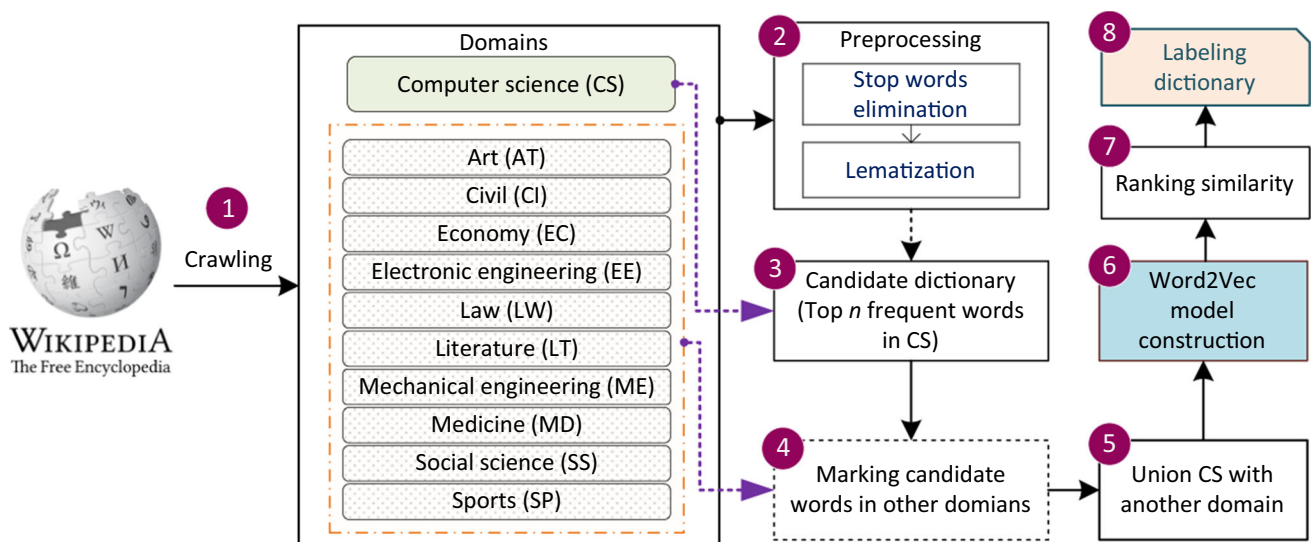 1
Crawling
WIKIPEDIA
The Free Encyclopedia
Domains
Computer science (CS)
Art (AT)
Civil (CI)
Economy (EC)
Electronic engineering (EE)
Law (LW)
Literature (LT)
Mechanical engineering (ME)
Medicine (MD)
Social science (SS)
Sports (SP)
2
Preprocessing
Stop words
elimination
Lematization
3
Candidate dictionary
(Top n frequent words
in CS)
4
Marking candidate
words in other domians
5
Union CS with
another domain
6
Word2Vec
model
construction
7
Ranking similarity
8
Labeling
dictionary